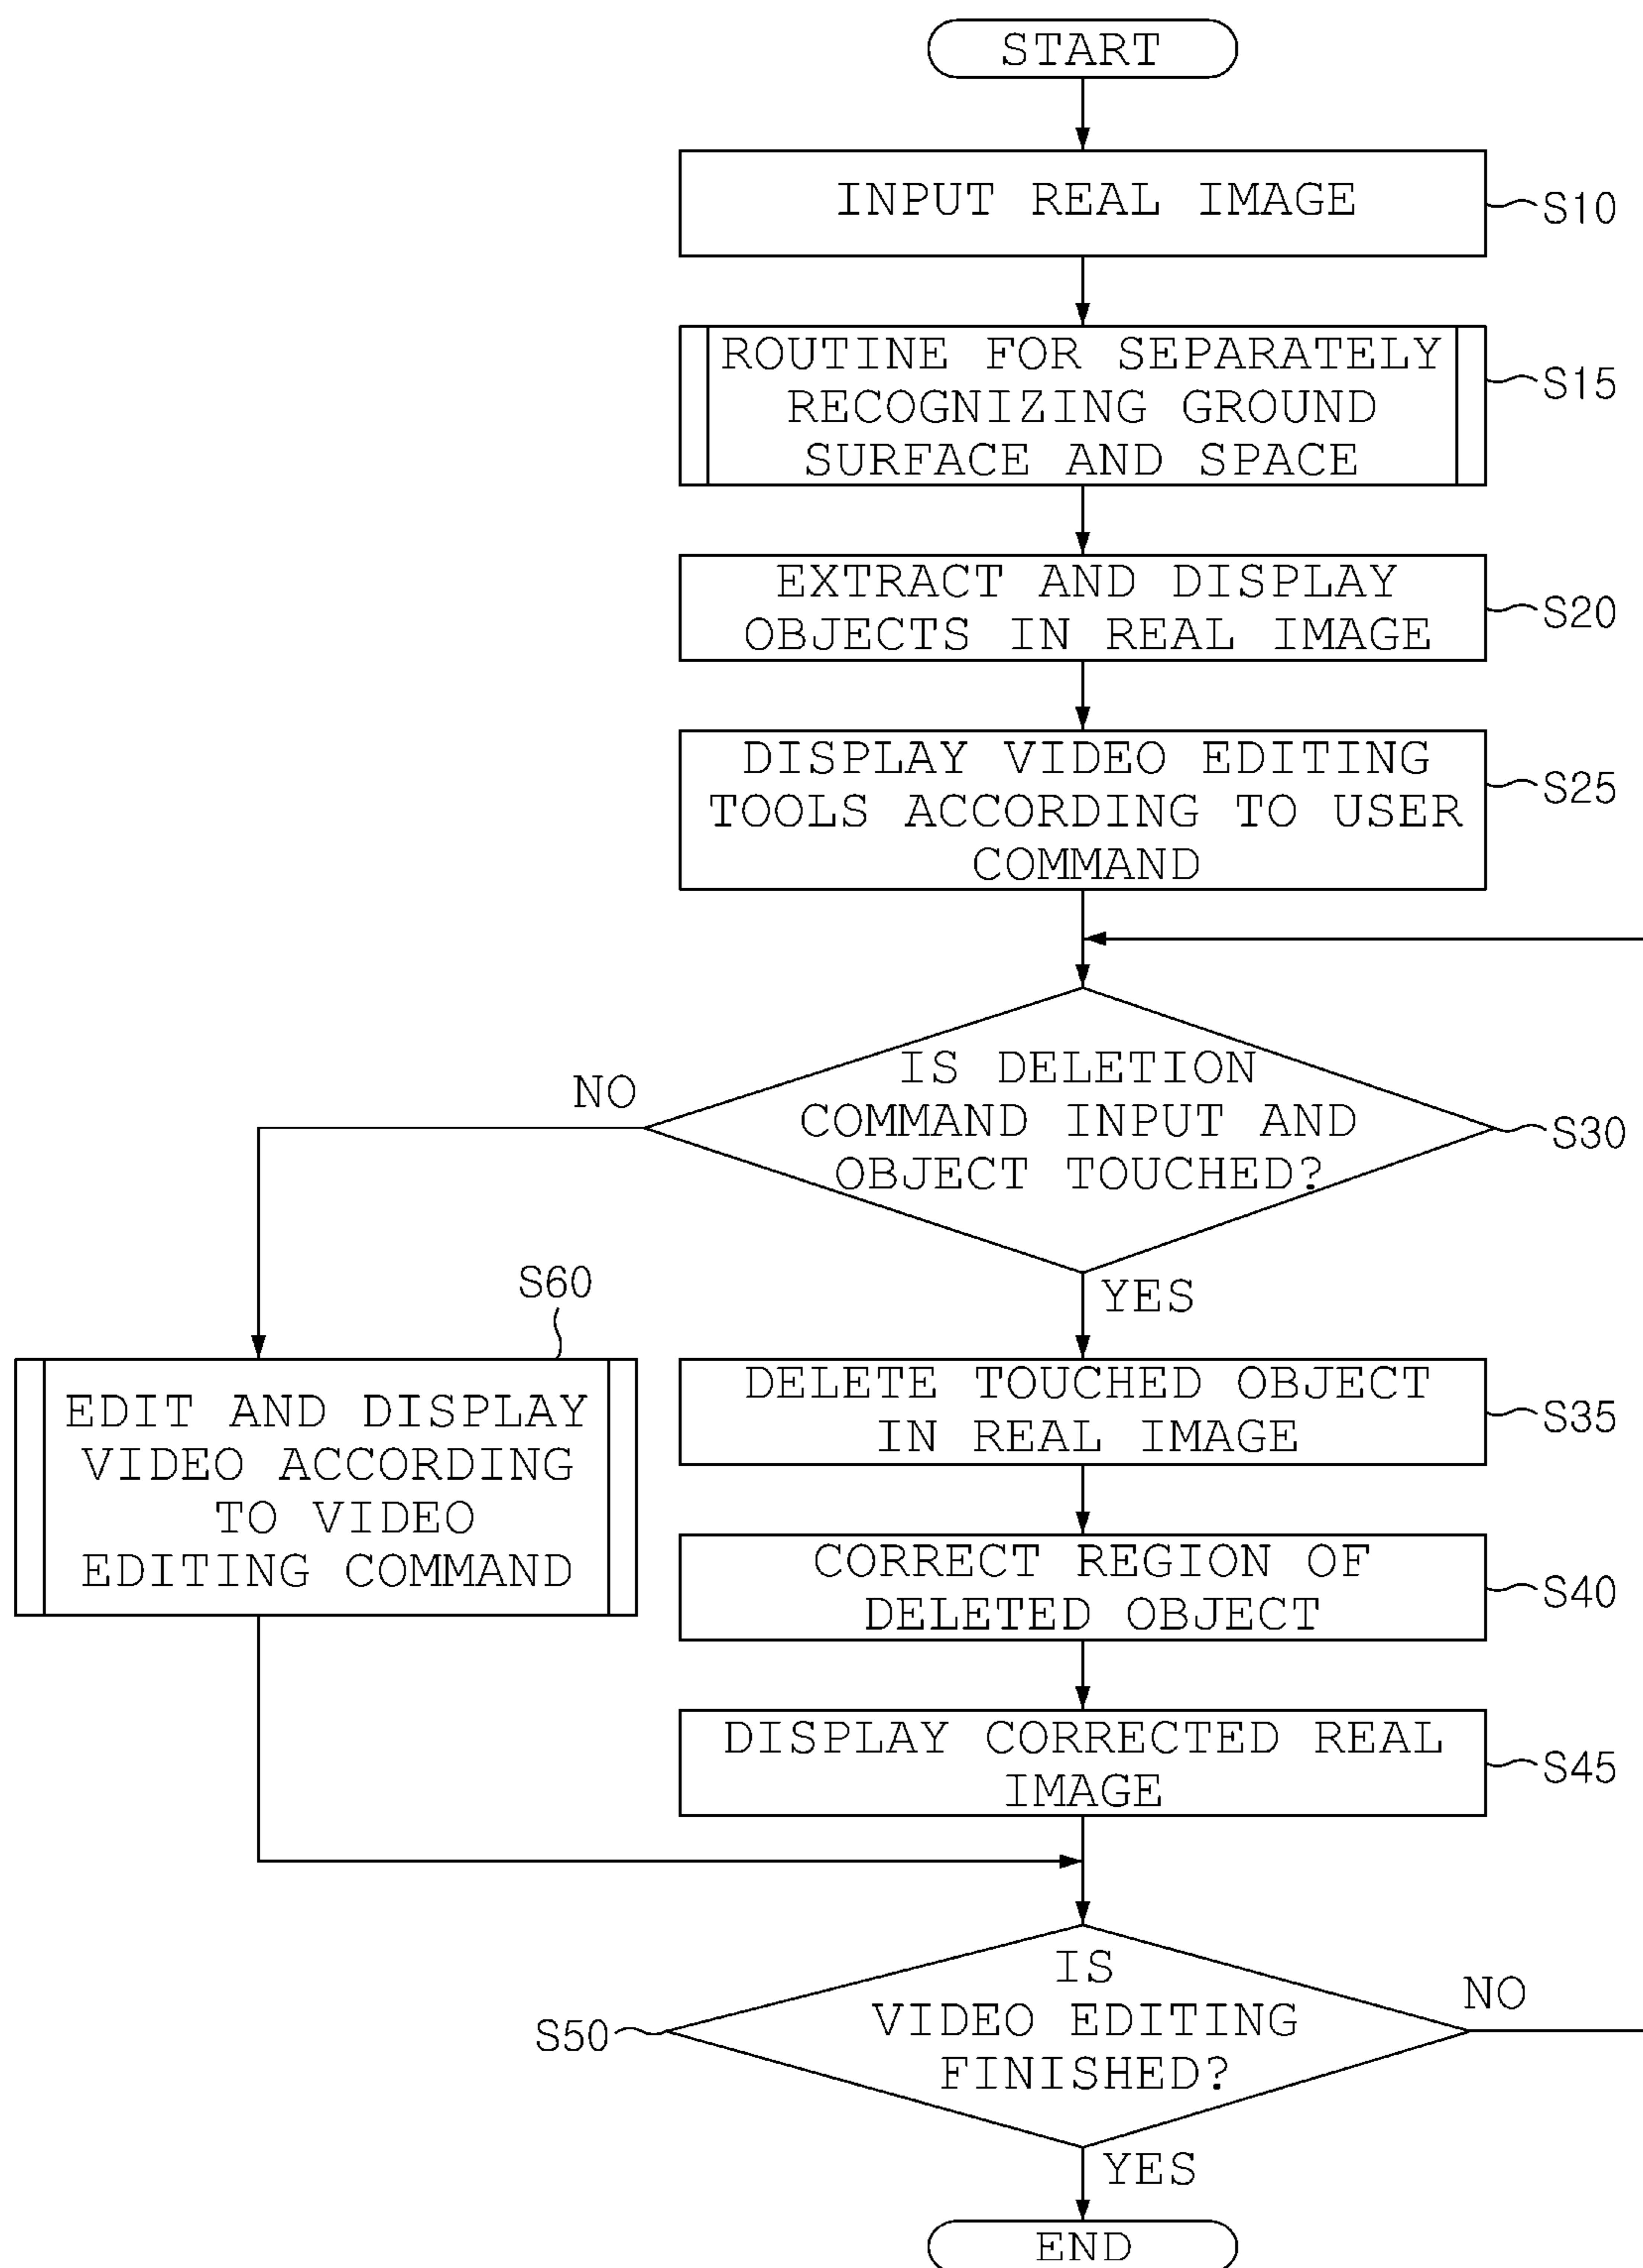 START
INPUT REAL IMAGE
S10
ROUTINE FOR SEPARATELY
RECOGNIZING GROUND
SURFACE AND SPACE
S15
EXTRACT AND DISPLAY
OBJECTS IN REAL IMAGE
S20
DISPLAY VIDEO EDITING
TOOLS ACCORDING TO USER
COMMAND
S25
IS DELETION
COMMAND INPUT AND
OBJECT TOUCHED?
S30
NO
YES
S60
EDIT AND DISPLAY
VIDEO ACCORDING
TO VIDEO
EDITING COMMAND
DELETE TOUCHED OBJECT
IN REAL IMAGE
S35
CORRECT REGION OF
DELETED OBJECT
S40
DISPLAY CORRECTED REAL
IMAGE
S45
IS
VIDEO EDITING
FINISHED?
S50
NO
YES
END